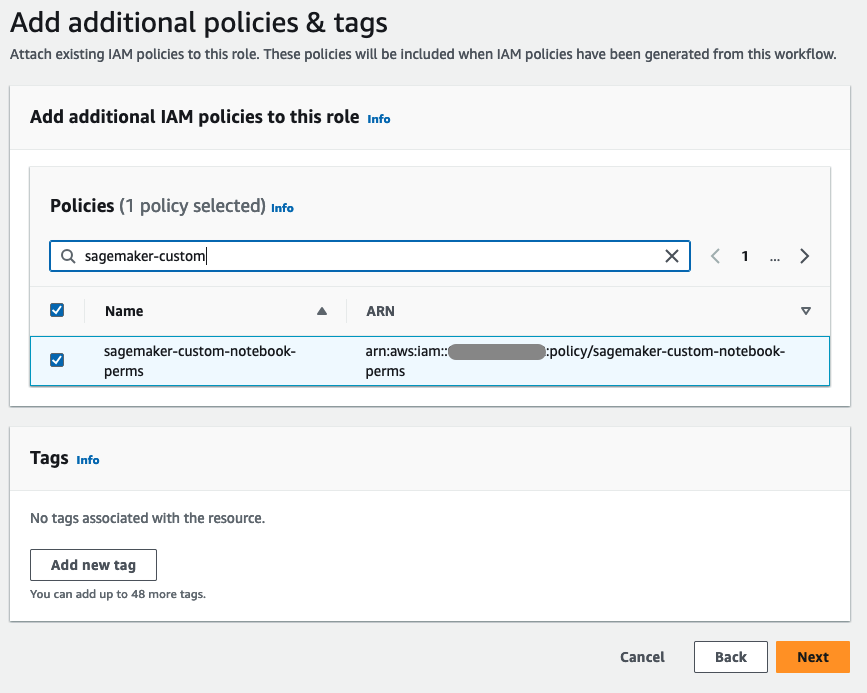 Add additional policies & tags
Attach existing IAM policies to this role. These policies will be included when IAM policies have been generated from this workflow.
Add additional IAM policies to this role Info
Policies (1 policy selected) Info
sagemaker-custom
1 ...
Name ARN
sagemaker-custom-notebook- arn:aws:iam:: :policy/sagemaker-custom-notebook-
perms perms
Tags Info
No tags associated with the resource.
Add new tag
You can add up to 48 more tags.
Cancel Back Next